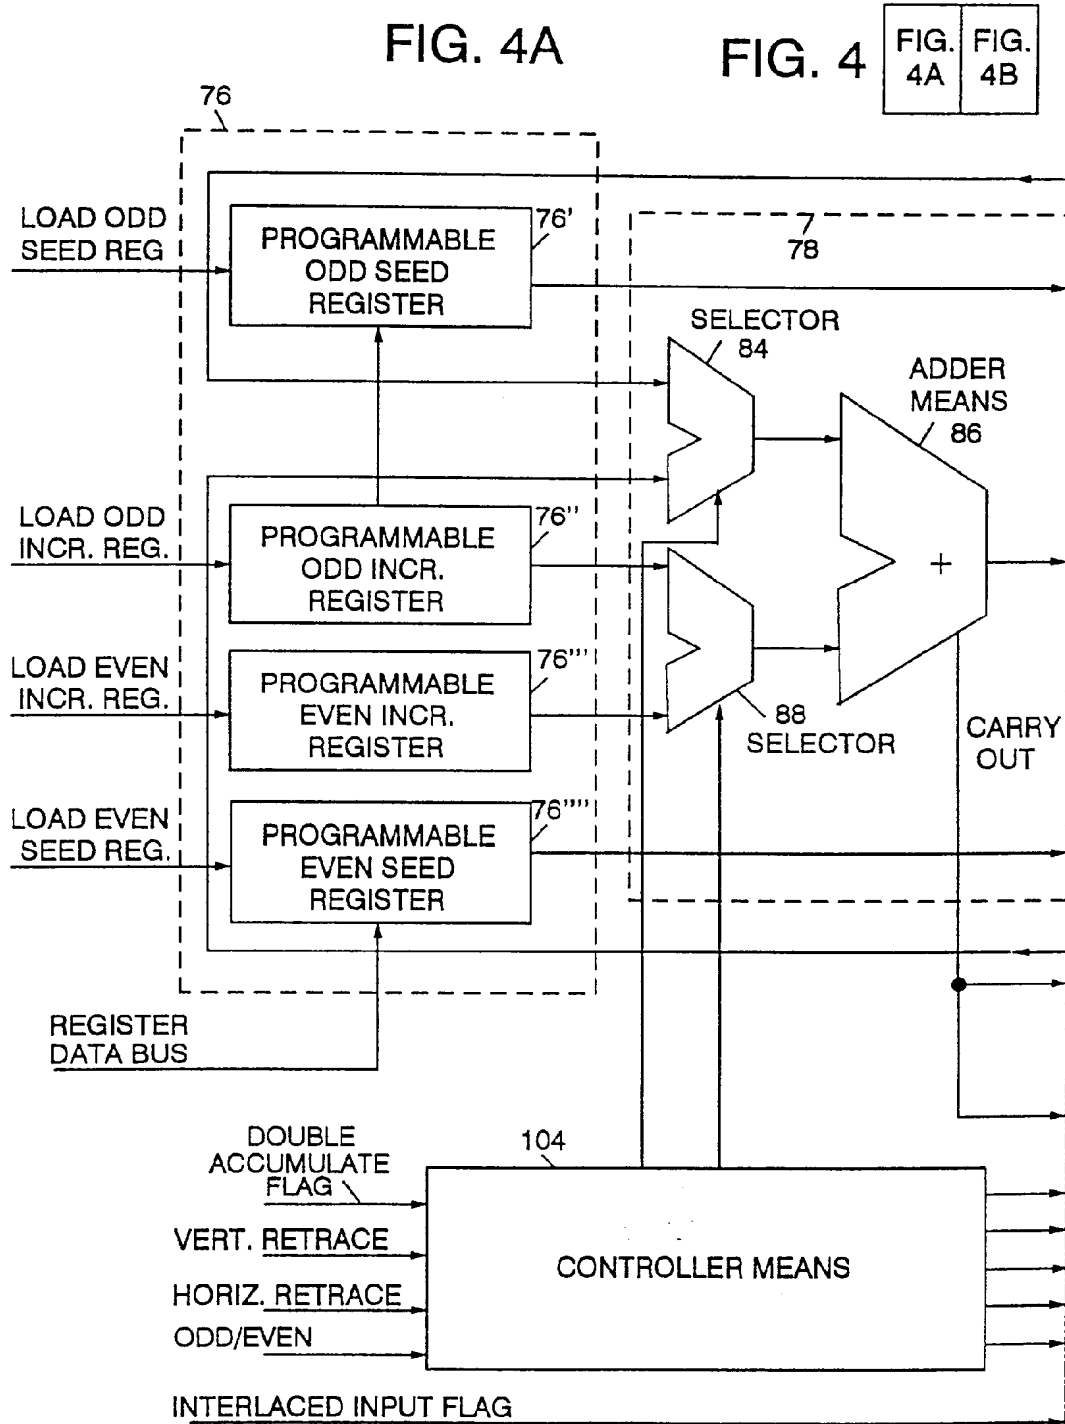 FIG. 4A
FIG. 4
FIG.
4A
FIG.
4B
76
LOAD ODD
SEED REG
PROGRAMMABLE
ODD SEED
REGISTER
76'
78
SELECTOR
84
ADDER
MEANS
86
LOAD ODD
INCR. REG.
PROGRAMMABLE
ODD INCR.
REGISTER
76''
+
LOAD EVEN
INCR. REG.
PROGRAMMABLE
EVEN INCR.
REGISTER
76'''
88
SELECTOR
CARRY
OUT
LOAD EVEN
SEED REG.
PROGRAMMABLE
EVEN SEED
REGISTER
76''''
REGISTER
DATA BUS
DOUBLE
ACCUMULATE
FLAG
104
VERT. RETRACE
CONTROLLER MEANS
HORIZ. RETRACE
ODD/EVEN
INTERLACED INPUT FLAG